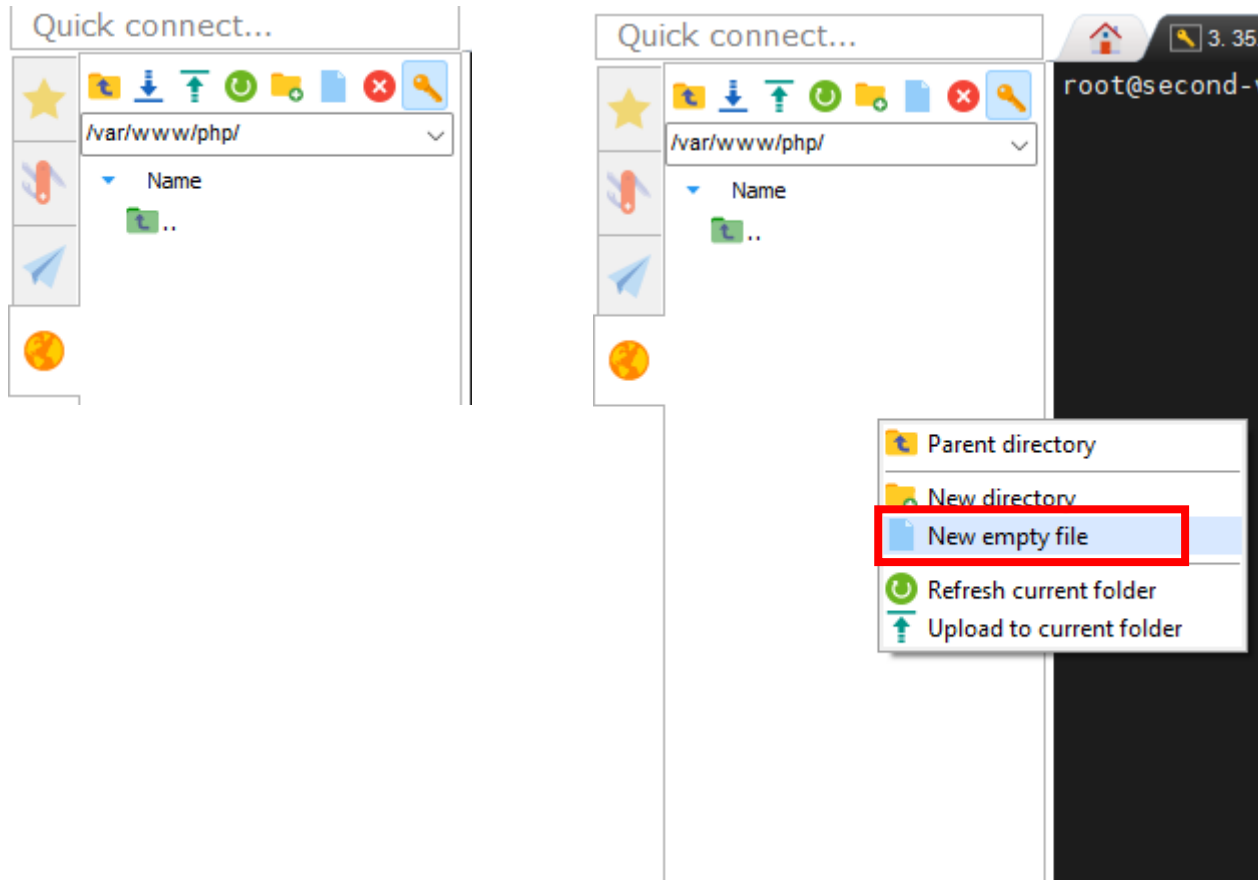 Quick connect...
/var/www/php/
Name
..
Quick connect...
3. 35
root@second-
/var/www/php/
Name
..
Parent directory
New directory
New empty file
Refresh current folder
Upload to current folder